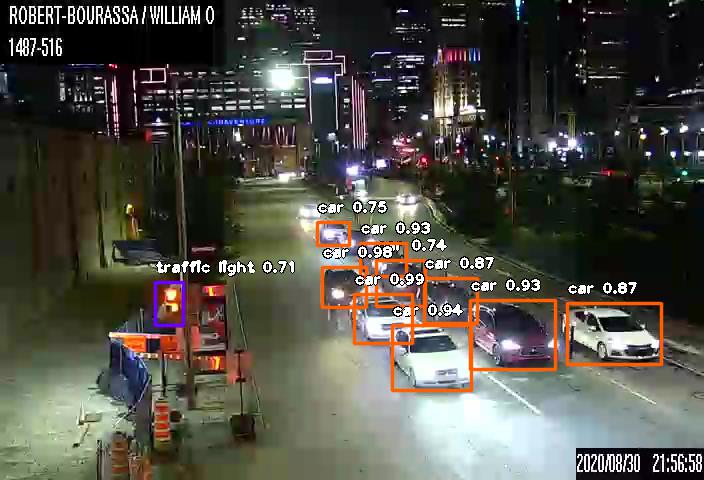 ROBERT-BOURASSA / WILLIAM O
1487-516
BONAVENTURE
car 0.75
car 0.93
car 0.98
0.74
traffic light 0.71
car 0.87
car 0.99
car 0.93
car 0.87
car 0.94
2020/08/30 21:56:58